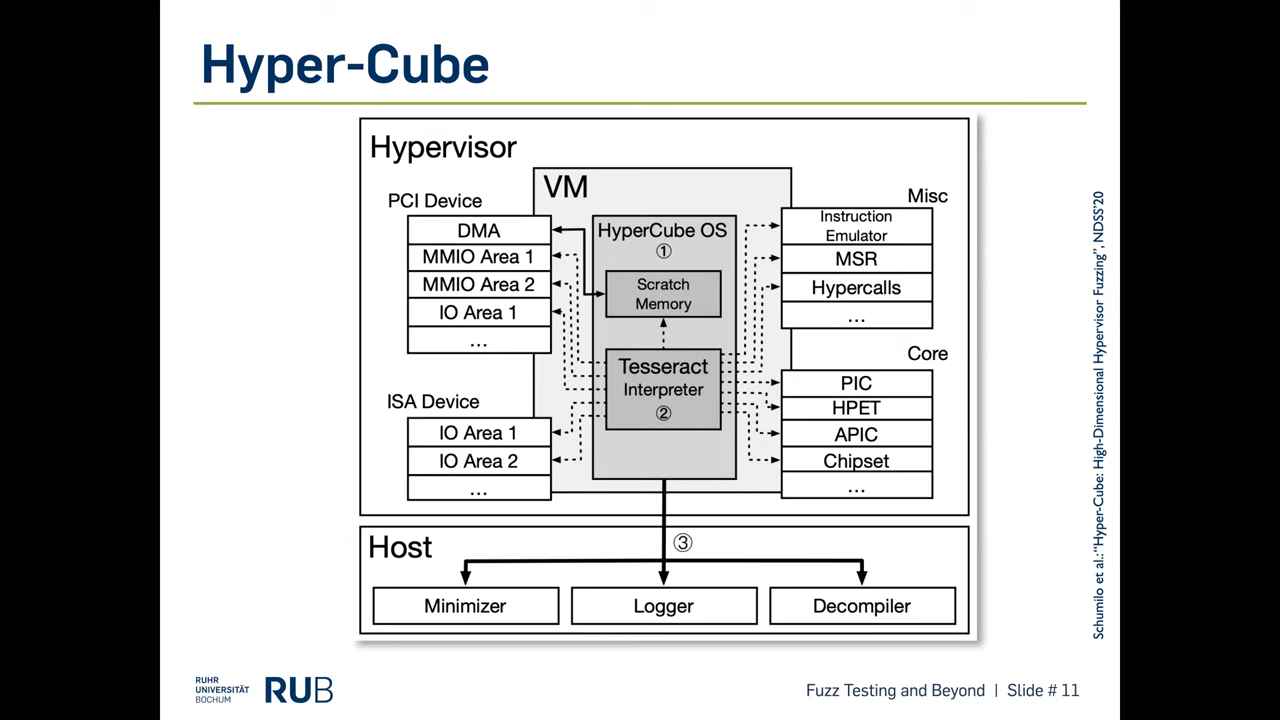 Hyper-Cube
Hypervisor
VM
PCI Device
DMA
MMIO Area 1
MMIO Area 2
IO Area 1
...
ISA Device
IO Area 1
IO Area 2
...
HyperCube OS
①
Scratch
Memory
Tesseract
Interpreter
②
Misc
Instruction
Emulator
MSR
Hypercalls
...
Core
PIC
HPET
APIC
Chipset
...
Host
③
Minimizer
Logger
Decompiler
Schumilo et al.: “Hyper-Cube: High-Dimensional Hypervisor Fuzzing”, NDSS'20
RUHR
UNIVERSITÄT
BOCHUM
RUB
Fuzz Testing and Beyond | Slide # 11